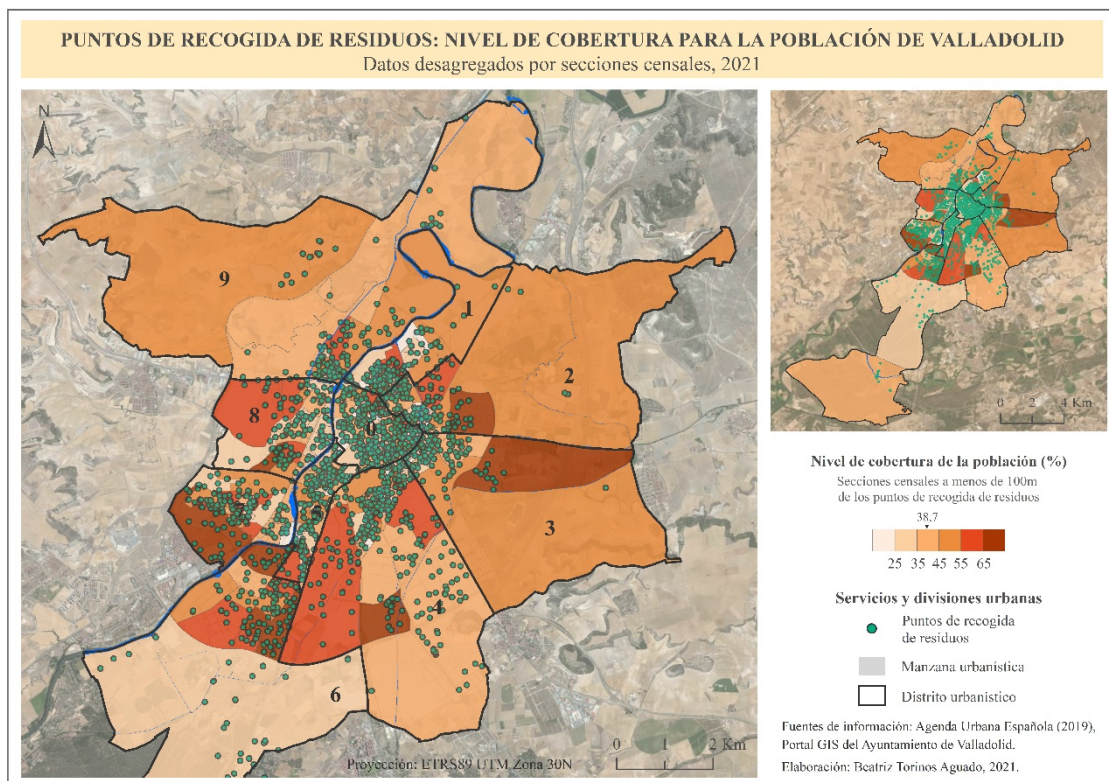 PUNTOS DE RECOGIDA DE RESIDUOS: NIVEL DE COBERTURA PARA LA POBLACIÓN DE VALLADOLID
Datos desagregados por secciones censales, 2021
N
9
1
2
8
0
7
5
3
4
6
Proyección: ETRS89 UTM Zona 30N
0 1 2 Km
0 2 4 Km
Nivel de cobertura de la población (%)
Secciones censales a menos de 100m
de los puntos de recogida de residuos
38.7
25 35 45 55 65
Servicios y divisiones urbanas
Puntos de recogida
de residuos
Manzana urbanística
Distrito urbanístico
Fuentes de información: Agenda Urbana Española (2019),
Portal GIS del Ayuntamiento de Valladolid.
Elaboración: Beatriz Torinos Aguado, 2021.